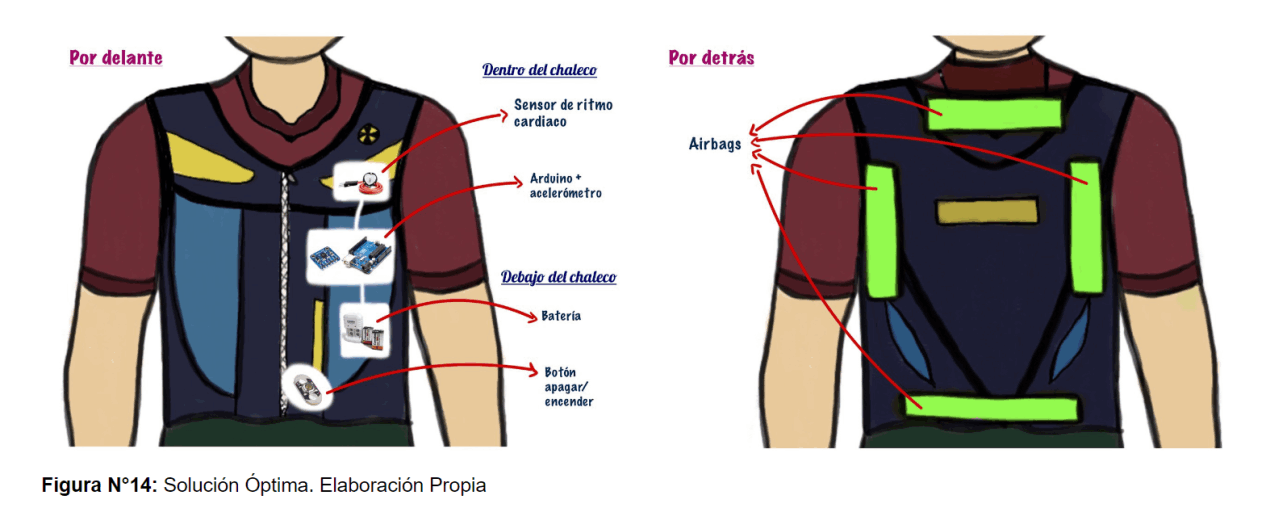 Por delante
Dentro del chaleco
Sensor de ritmo
cardiaco
Arduino +
acelerómetro
Debajo del chaleco
Batería
Botón
apagar/
encender
Por detrás
Airbags
Figura N°14: Solución Óptima. Elaboración Propia